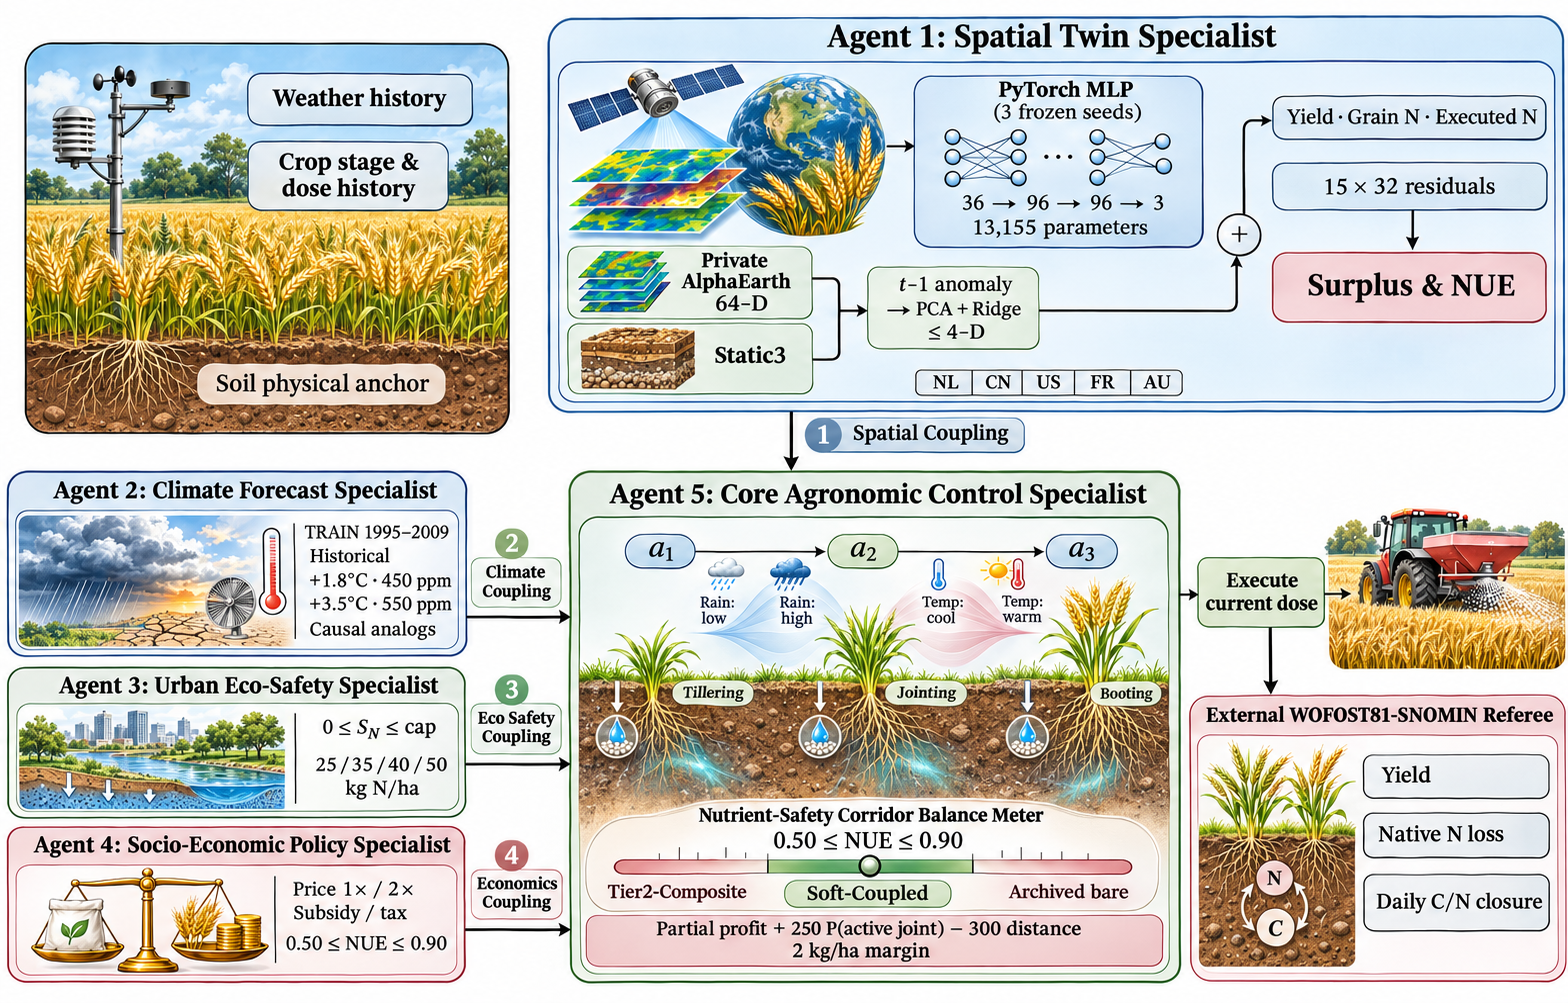 Weather history
Crop stage &
dose history
Soil physical anchor
Agent 1: Spatial Twin Specialist
PyTorch MLP
(3 frozen seeds)
36 → 96 → 96 → 3
13,155 parameters
Private
AlphaEarth
64-D
Static3
t-1 anomaly
→ PCA + Ridge
≤ 4-D
+
Yield · Grain N · Executed N
15 × 32 residuals
Surplus & NUE
NL CN US FR AU
1 Spatial Coupling
Agent 2: Climate Forecast Specialist
TRAIN 1995–2009
Historical
+1.8°C · 450 ppm
+3.5°C · 550 ppm
Causal analogs
2
Climate
Coupling
Agent 3: Urban Eco-Safety Specialist
0 ≤ S_N ≤ cap
25 / 35 / 40 / 50
kg N/ha
3
Eco Safety
Coupling
Agent 4: Socio-Economic Policy Specialist
Price 1× / 2×
Subsidy / tax
0.50 ≤ NUE ≤ 0.90
4
Economics
Coupling
Agent 5: Core Agronomic Control Specialist
a₁ a₂ a₃
Rain:
low
Rain:
high
Temp:
cool
Temp:
warm
Tillering
Jointing
Booting
Nutrient-Safety Corridor Balance Meter
0.50 ≤ NUE ≤ 0.90
Tier2-Composite
Soft-Coupled
Archived bare
Partial profit + 250 P(active joint) − 300 distance
2 kg/ha margin
Execute
current dose
External WOFOST81-SNOMIN Referee
N
C
Yield
Native N loss
Daily C/N closure